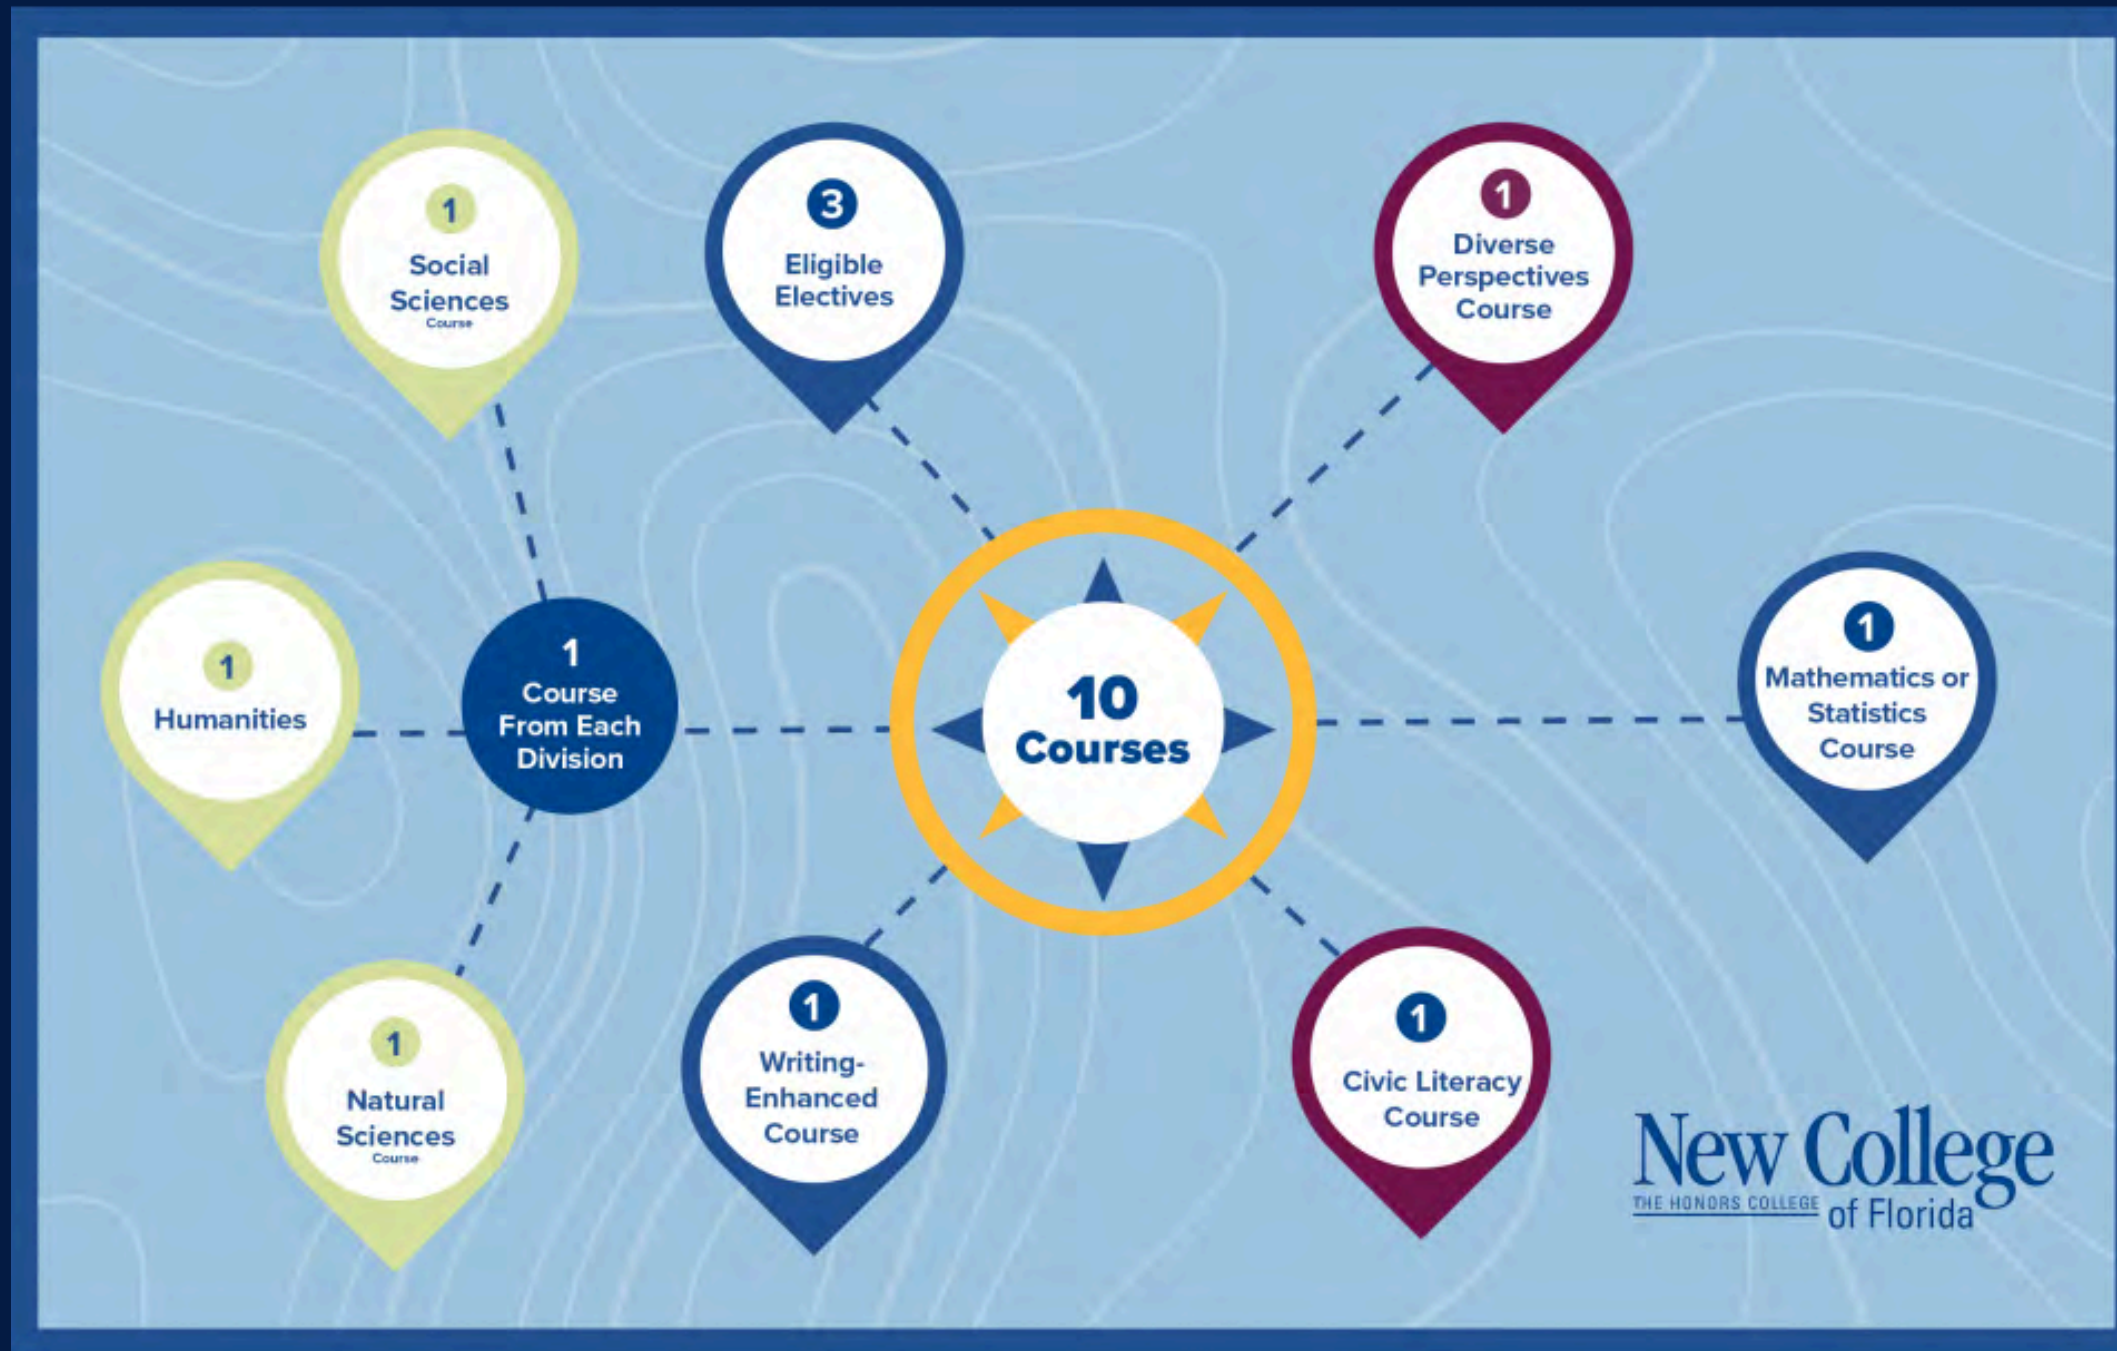 1
Social
Sciences
Course
3
Eligible
Electives
1
Diverse
Perspectives
Course
1
Humanities
1
Course
From Each
Division
10
Courses
1
Mathematics or
Statistics
Course
1
Natural
Sciences
Course
1
Writing-
Enhanced
Course
1
Civic Literacy
Course
New College
THE HONORS COLLEGE of Florida